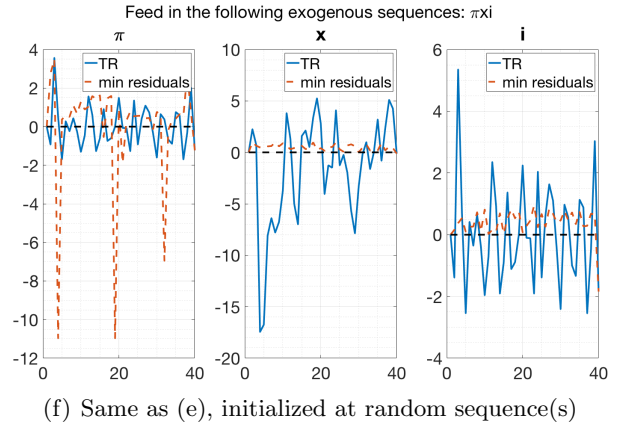 Feed in the following exogenous sequences: πxi
π x i
4
2
0
-2
-4
-6
-8
-10
-12
0 20 40
TR
min residuals
10
5
0
-5
-10
-15
-20
0 20 40
TR
min residuals
6
4
2
0
-2
-4
0 20 40
TR
min residuals
(f) Same as (e), initialized at random sequence(s)